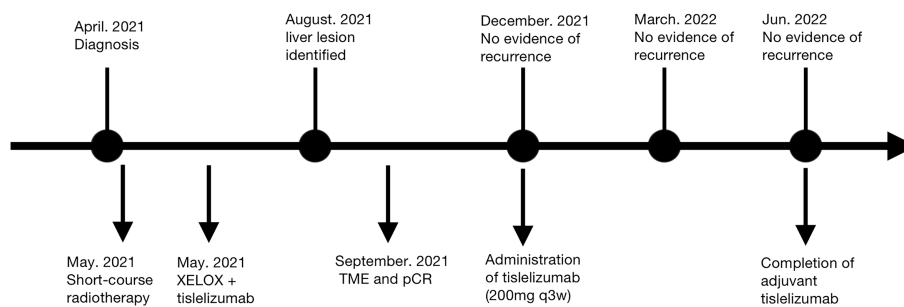 April. 2021
Diagnosis
August. 2021
liver lesion
identified
December. 2021
No evidence of
recurrence
March. 2022
No evidence of
recurrence
Jun. 2022
No evidence of
recurrence
May. 2021
Short-course
radiotherapy
May. 2021
XELOX +
tislelizumab
September. 2021
TME and pCR
Administration
of tislelizumab
(200mg q3w)
Completion of
adjuvant
tislelizumab